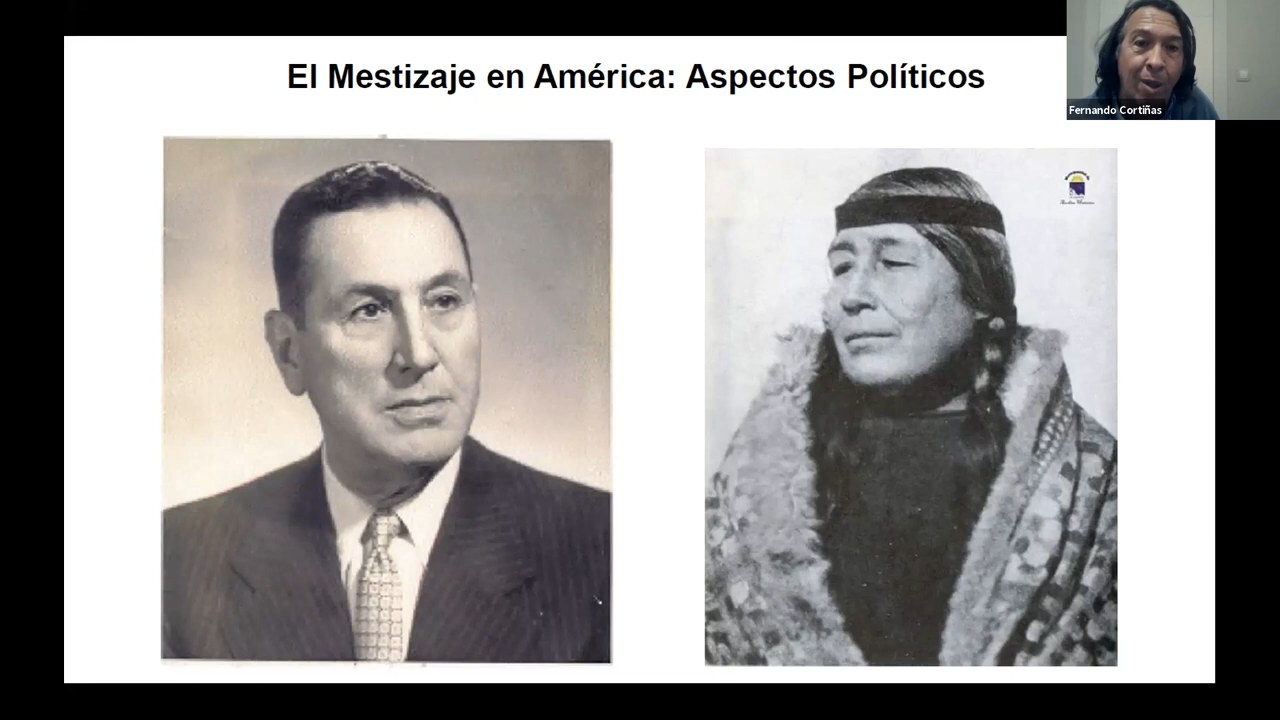 El Mestizaje en América: Aspectos Políticos
Fernando Cortiñas